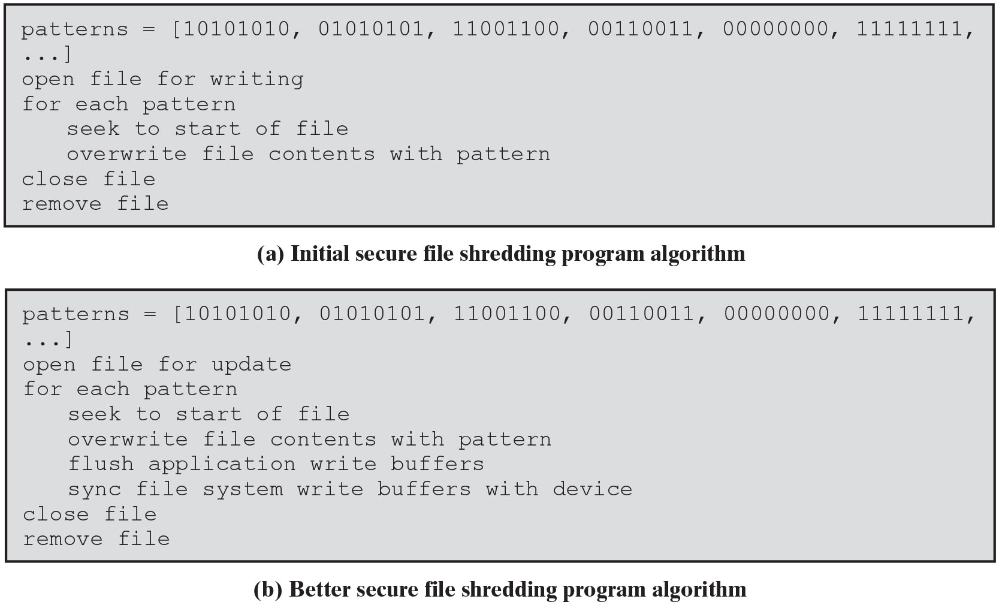 patterns = [10101010, 01010101, 11001100, 00110011, 00000000, 11111111,
...]
open file for writing
for each pattern
seek to start of file
overwrite file contents with pattern
close file
remove file
(a) Initial secure file shredding program algorithm
patterns = [10101010, 01010101, 11001100, 00110011, 00000000, 11111111,
...]
open file for update
for each pattern
seek to start of file
overwrite file contents with pattern
flush application write buffers
sync file system write buffers with device
close file
remove file
(b) Better secure file shredding program algorithm